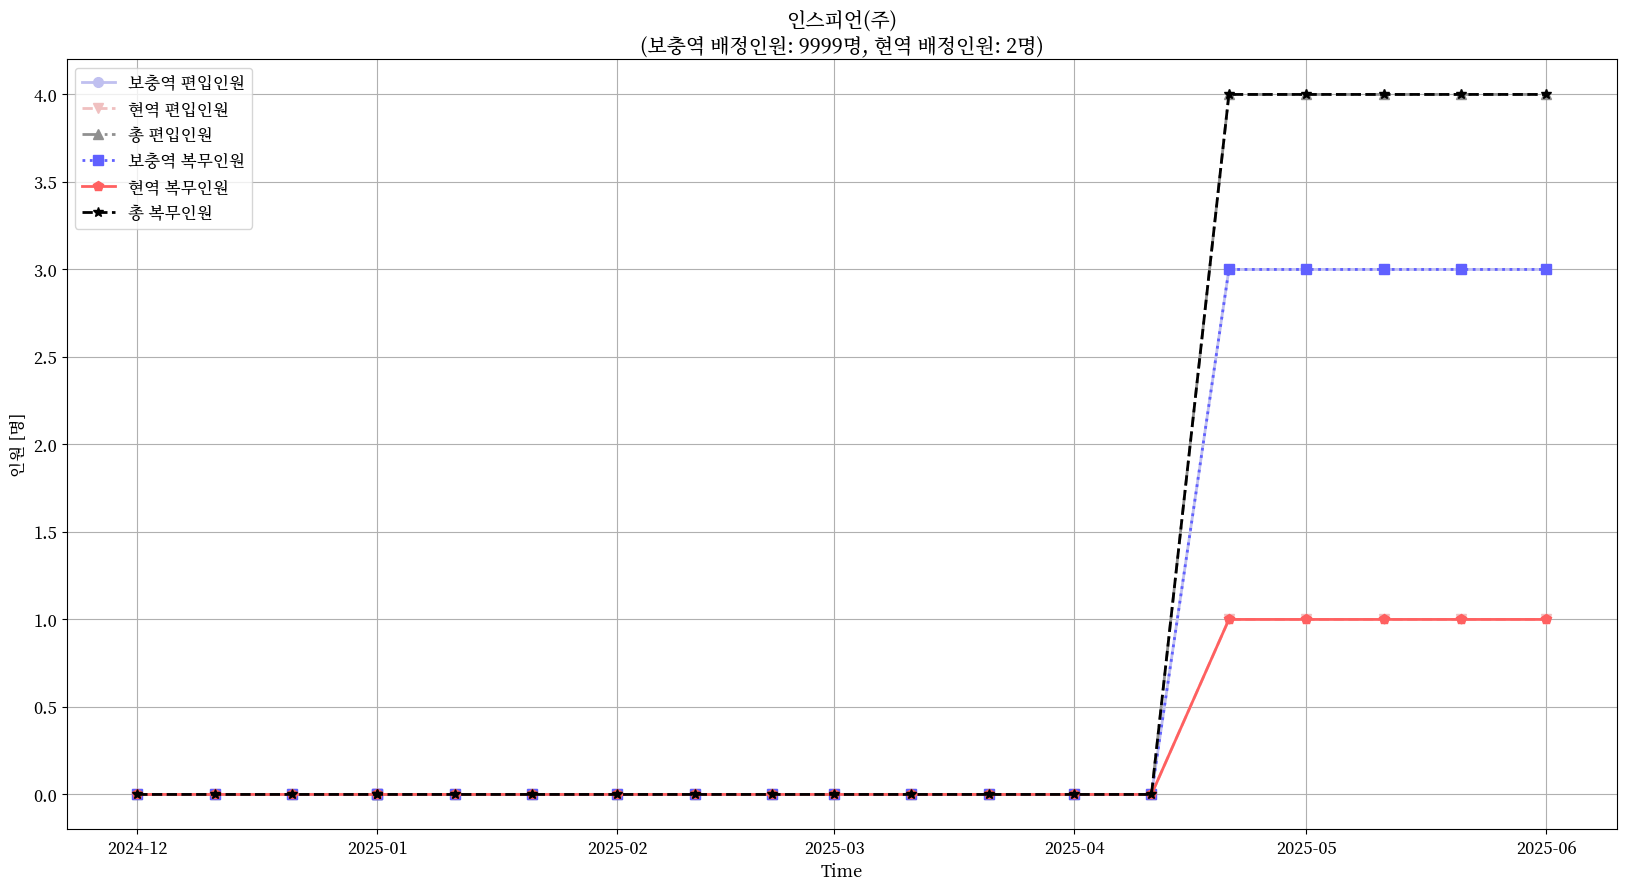 인스피언(주)
(보충역 배정인원: 9999명, 현역 배정인원: 2명)
보충역 편입인원
현역 편입인원
총 편입인원
보충역 복무인원
현역 복무인원
총 복무인원
4.0
3.5
3.0
2.5
2.0
1.5
1.0
0.5
0.0
인원 [명]
2024-12 2025-01 2025-02 2025-03 2025-04 2025-05 2025-06
Time